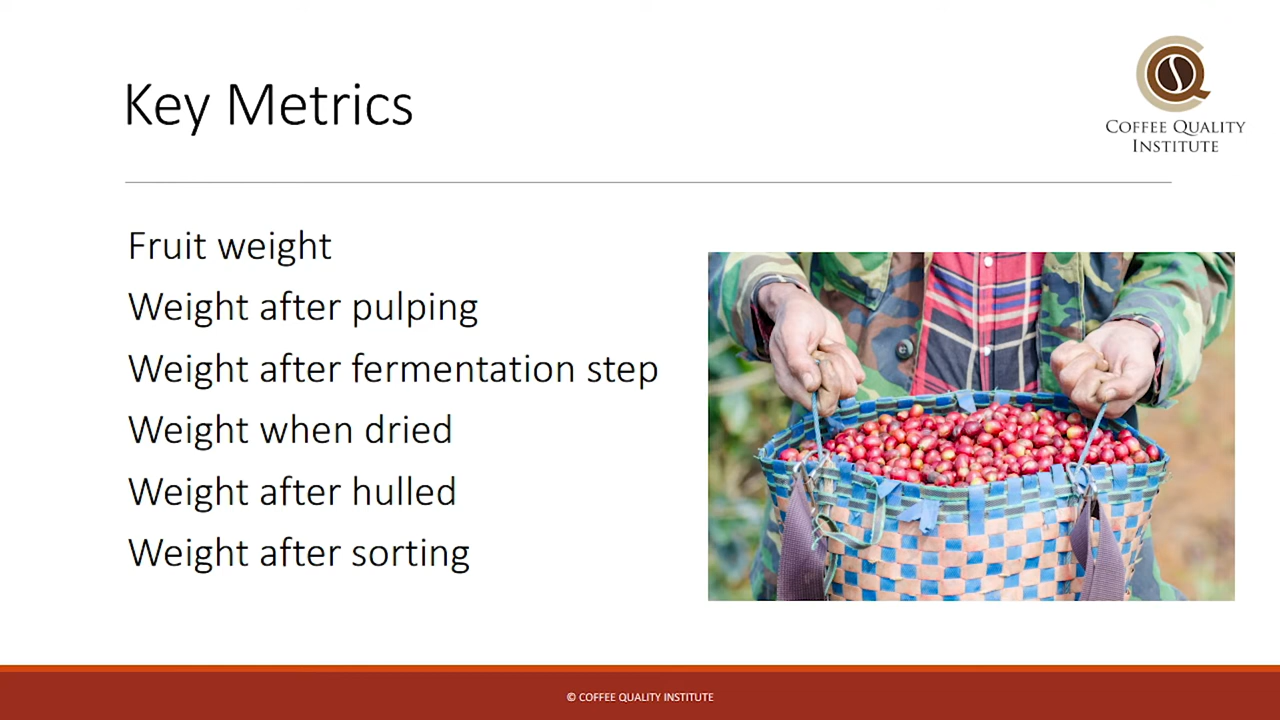 Key Metrics
COFFEE QUALITY
INSTITUTE
Fruit weight
Weight after pulping
Weight after fermentation step
Weight when dried
Weight after hulled
Weight after sorting
© COFFEE QUALITY INSTITUTE